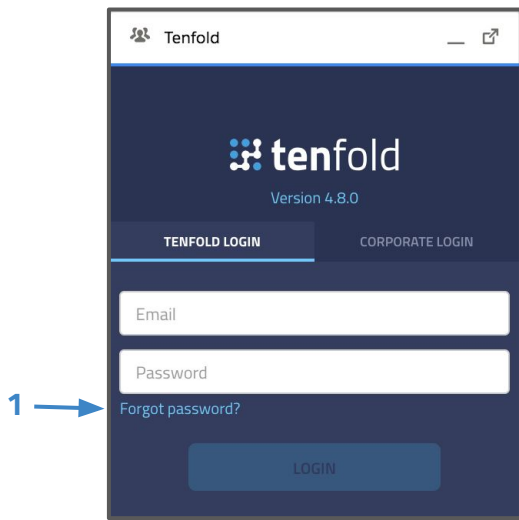 Tenfold
tenfold
Version 4.8.0
TENFOLD LOGIN CORPORATE LOGIN
Email
Password
1 Forgot password?
LOGIN